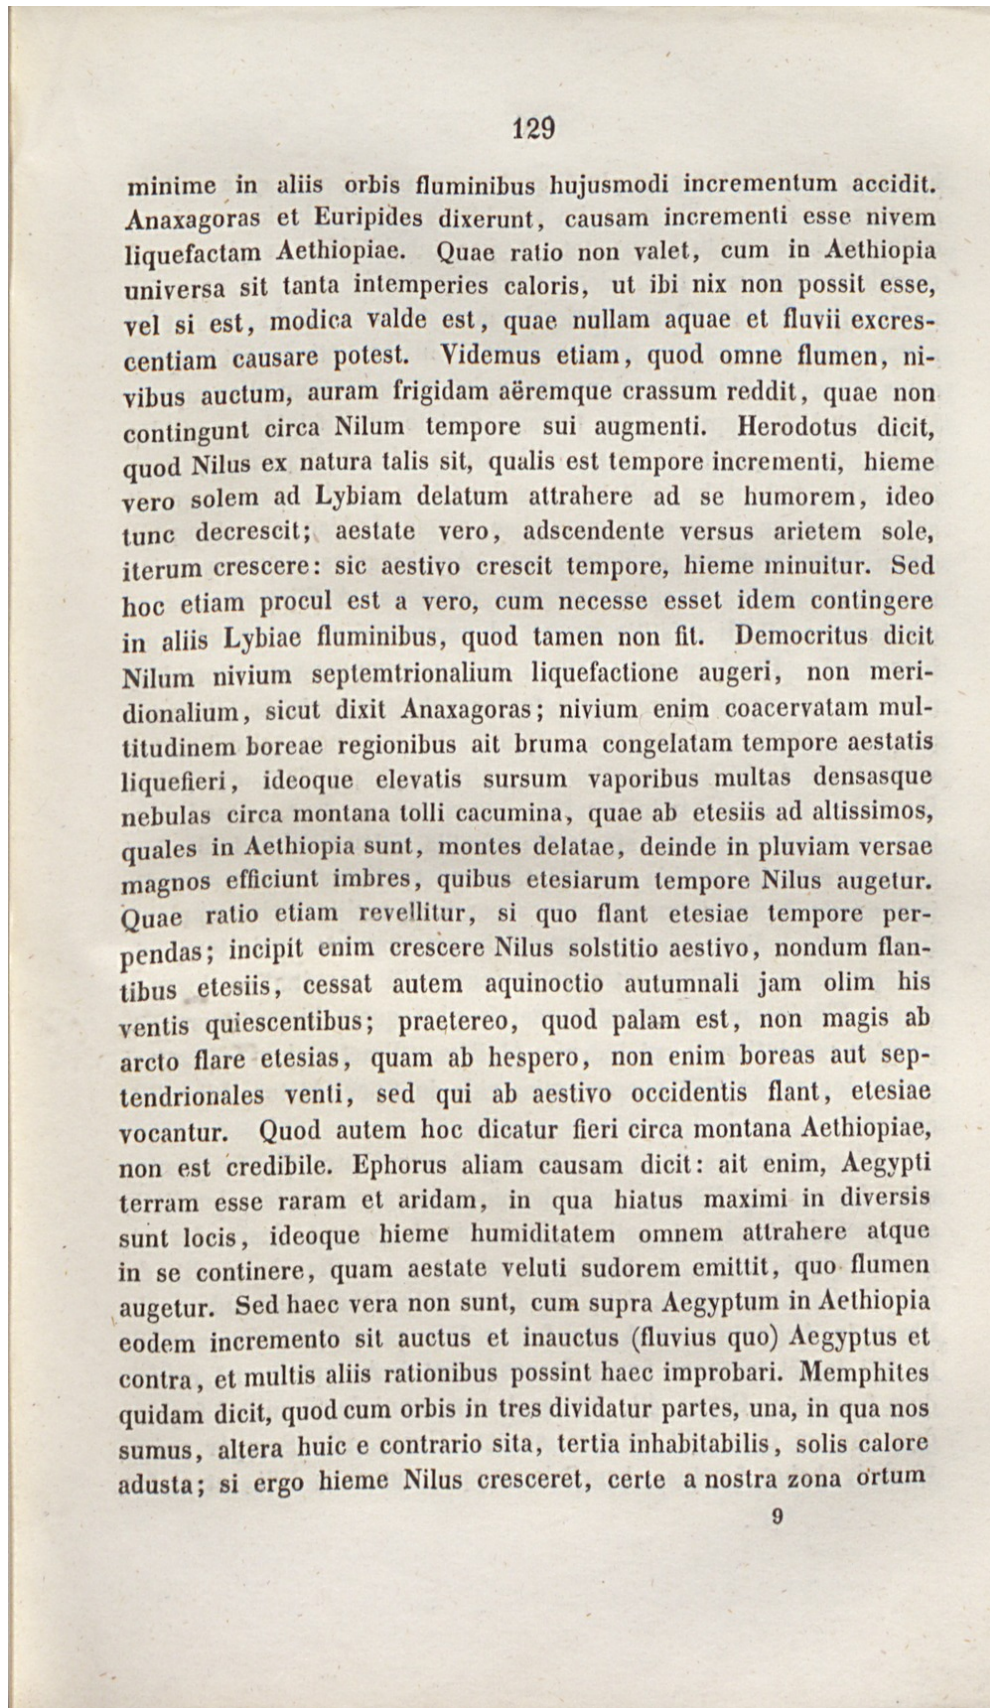 129
minime in aliis orbis fluminibus hujusmodi incrementum accidit.
Anaxagoras et Euripides dixerunt, causam incrementi esse nivem
liquefactam Aethiopiae. Quae ratio non valet, cum in Aethiopia
universa sit tanta intemperies caloris, ut ibi nix non possit esse,
vel si est, modica valde est, quae nullam aquae et fluvii excres-
centiam causare potest. Videmus etiam, quod omne flumen, ni-
vibus auctum, auram frigidam aëremque crassum reddit, quae non
contingunt circa Nilum tempore sui augmenti. Herodotus dicit,
quod Nilus ex natura talis sit, qualis est tempore incrementi, hieme
vero solem ad Lybiam delatum attrahere ad se humorem, ideo
tunc decrescit; aestate vero, adscendente versus arietem sole,
iterum crescere: sic aestivo crescit tempore, hieme minuitur. Sed
hoc etiam procul est a vero, cum necesse esset idem contingere
in aliis Lybiae fluminibus, quod tamen non fit. Democritus dicit
Nilum nivium septemtrionalium liquefactione augeri, non meri-
dionalium, sicut dixit Anaxagoras; nivium enim coacervatam mul-
titudinem boreae regionibus ait bruma congelatam tempore aestatis
liquefieri, ideoque elevatis sursum vaporibus multas densasque
nebulas circa montana tolli cacumina, quae ab etesiis ad altissimos,
quales in Aethiopia sunt, montes delatae, deinde in pluviam versae
magnos efficiunt imbres, quibus etesiarum tempore Nilus augetur.
Quae ratio etiam revellitur, si quo flant etesiae tempore per-
pendas; incipit enim crescere Nilus solstitio aestivo, nondum flan-
tibus etesiis, cessat autem aquinoctio autumnali jam olim his
ventis quiescentibus; praetereo, quod palam est, non magis ab
arcto flare etesias, quam ab hespero, non enim boreas aut sep-
tendrionales venti, sed qui ab aestivo occidentis flant, etesiae
vocantur. Quod autem hoc dicatur fieri circa montana Aethiopiae,
non est credibile. Ephorus aliam causam dicit: ait enim, Aegypti
terram esse raram et aridam, in qua hiatus maximi in diversis
sunt locis, ideoque hieme humiditatem omnem attrahere atque
in se continere, quam aestate veluti sudorem emittit, quo flumen
augetur. Sed haec vera non sunt, cum supra Aegyptum in Aethiopia
eodem incremento sit auctus et inauctus (fluvius quo) Aegyptus et
contra, et multis aliis rationibus possint haec improbari. Memphites
quidam dicit, quod cum orbis in tres dividatur partes, una, in qua nos
sumus, altera huic e contrario sita, tertia inhabitabilis, solis calore
adusta; si ergo hieme Nilus cresceret, certe a nostra zona ortum
9